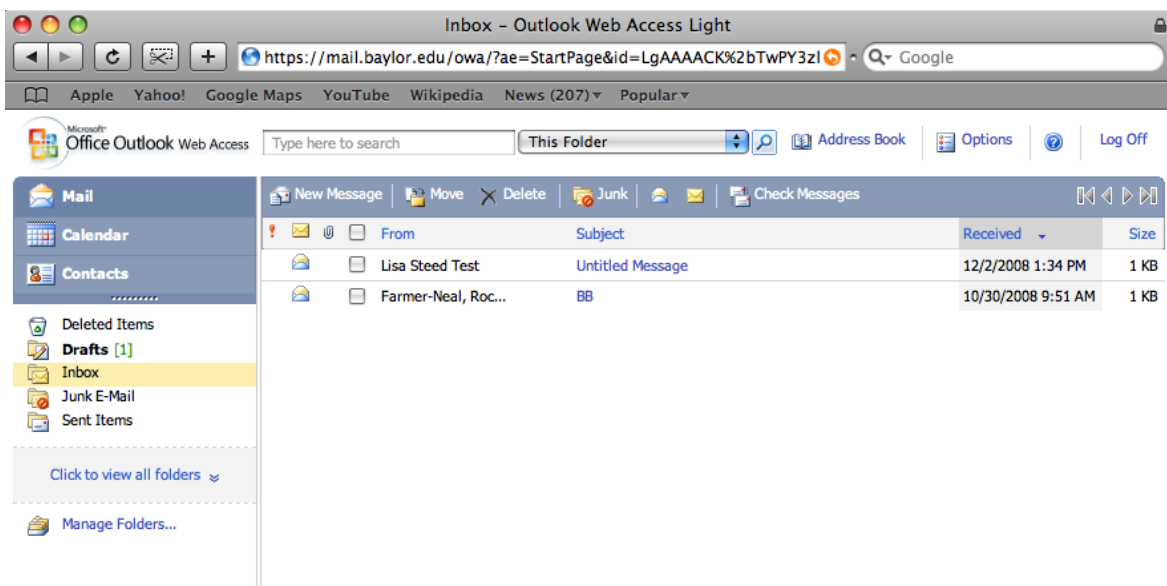 Inbox – Outlook Web Access Light
https://mail.baylor.edu/owa/?ae=StartPage&id=LgAAAACK%2bTwPY3zl
Google
Apple Yahoo! Google Maps YouTube Wikipedia News (207) Popular
Microsoft
Office Outlook Web Access
Type here to search This Folder Address Book Options Log Off
Mail
New Message Move Delete Junk Check Messages
Calendar
From Subject Received Size
Contacts
Lisa Steed Test Untitled Message 12/2/2008 1:34 PM 1 KB
Farmer-Neal, Roc... BB 10/30/2008 9:51 AM 1 KB
Deleted Items
Drafts [1]
Inbox
Junk E-Mail
Sent Items
Click to view all folders
Manage Folders...